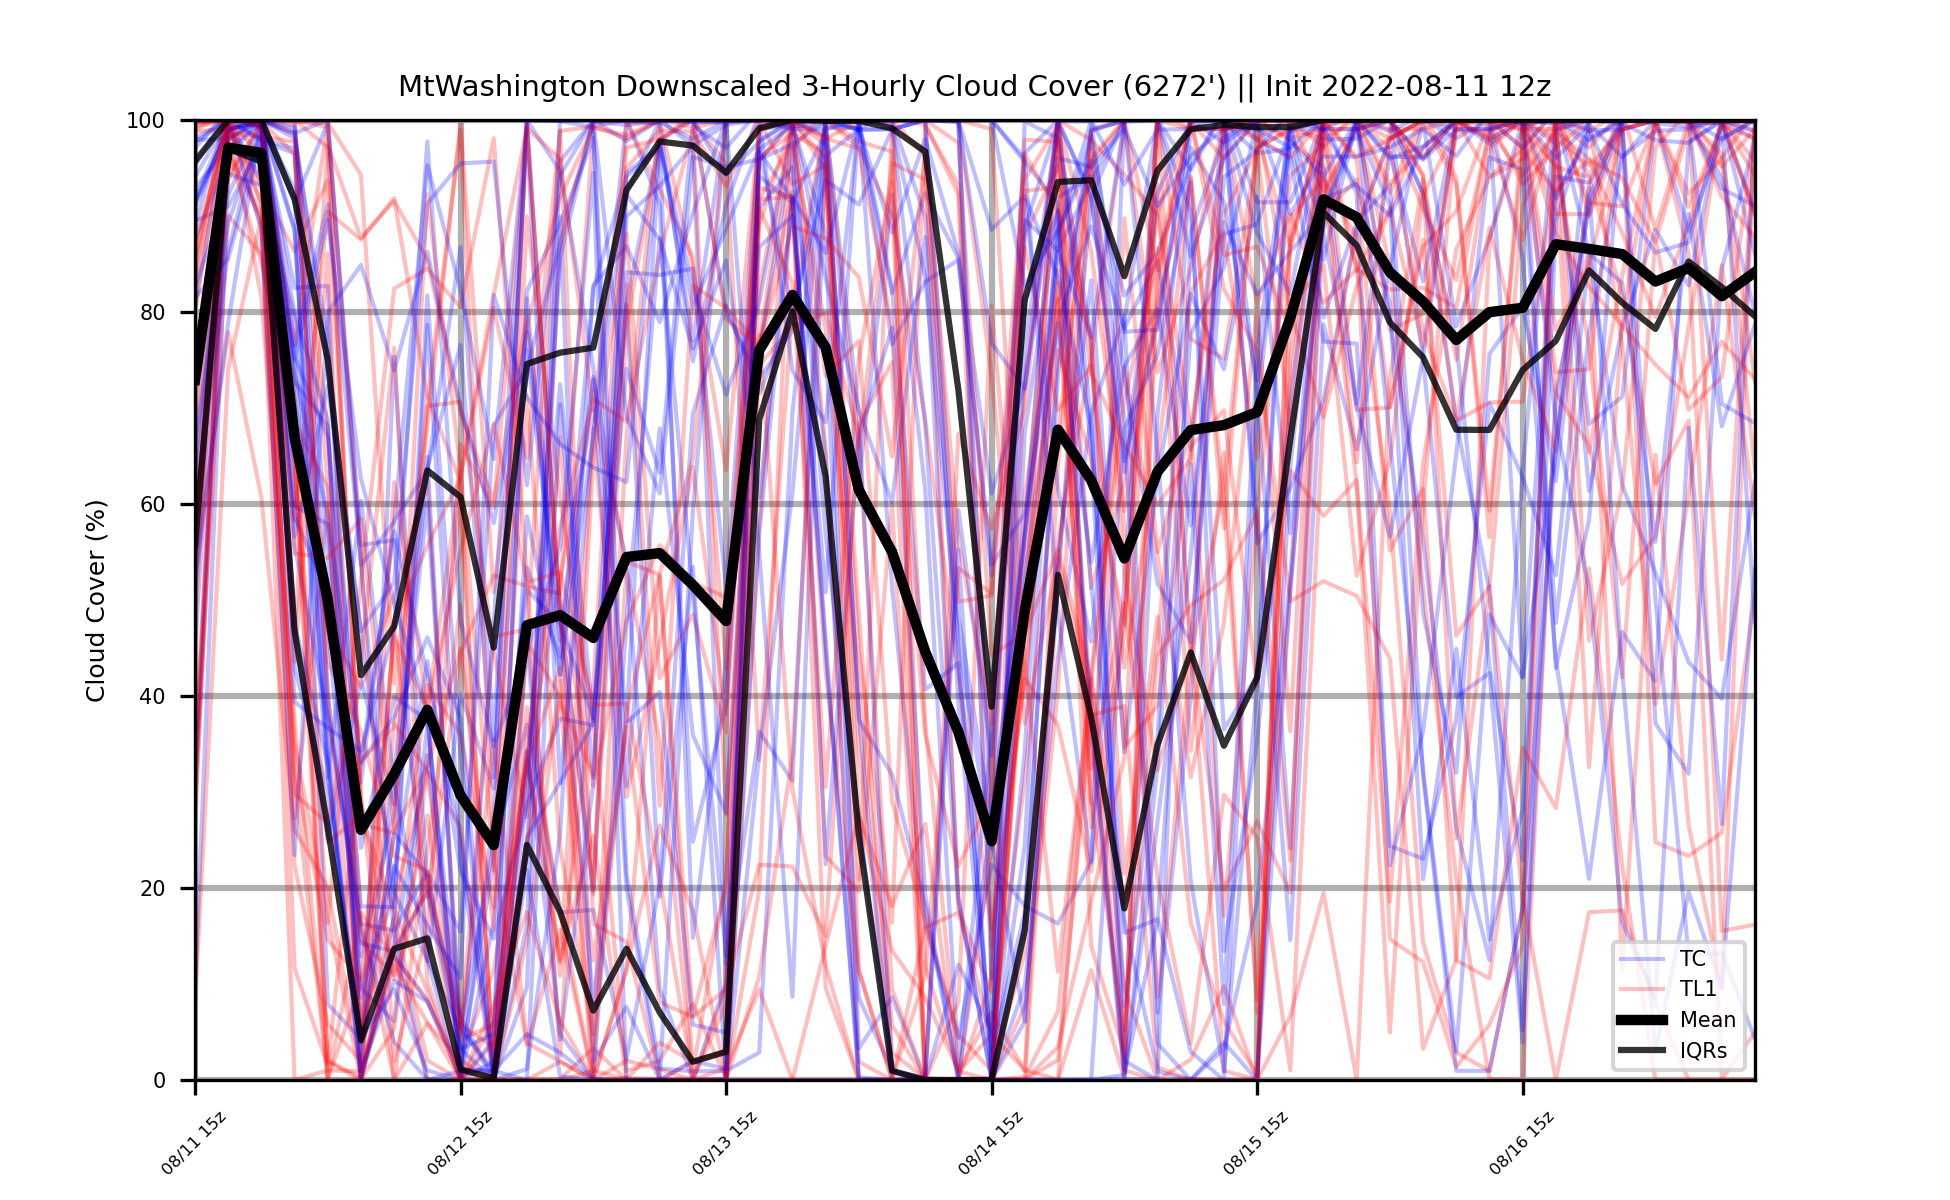 MtWashington Downscaled 3-Hourly Cloud Cover (6272') || Init 2022-08-11 12z
Cloud Cover (%)
100
80
60
40
20
0
08/11 15z
08/12 15z
08/13 15z
08/14 15z
08/15 15z
08/16 15z
TC
TL1
Mean
IQRs